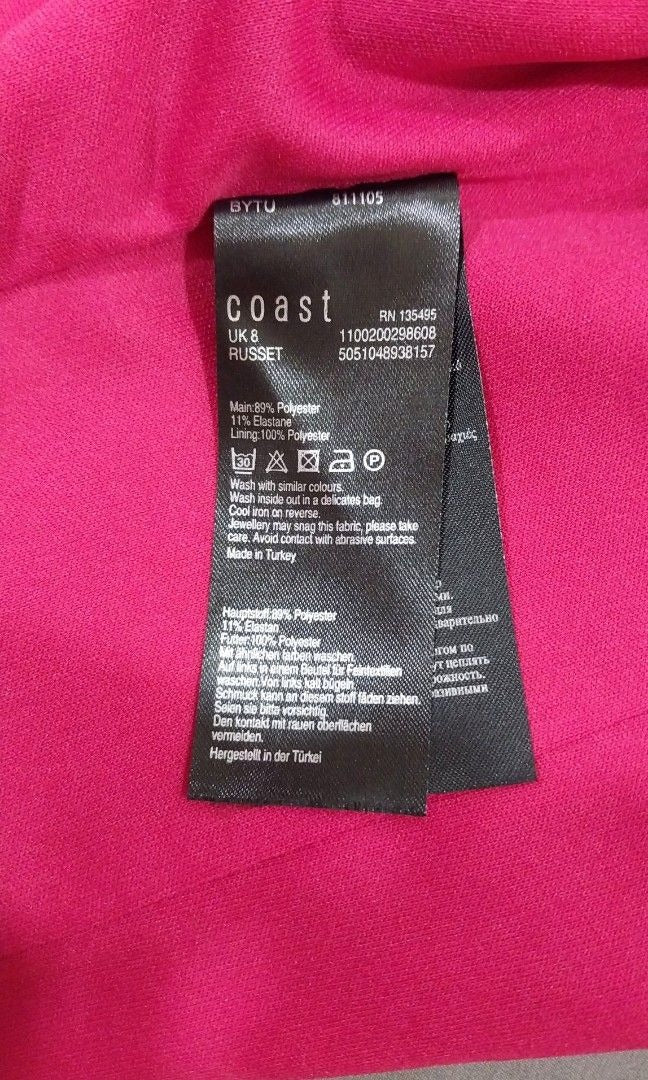 BYTU 811105
coast RN 135495
UK 8 1100200298608
RUSSET 5051048938157
Main:89% Polyester
11% Elastane
Lining:100% Polyester
30 P
Wash with similar colours.
Wash inside out in a delicates bag.
Cool iron on reverse.
Jewellery may snag this fabric, please take
care. Avoid contact with abrasive surfaces.
Made in Turkey
Hauptstoff:89% Polyester
11% Elastan
Futter:100% Polyester
Mit ähnlichen farben waschen.
Auf links in einem Beutel für Feintextilien
waschen.Von links kalt bügeln
Schmuck kann an diesem stoff fäden ziehen.
Seien sie bitte vorsichtig.
Den kontakt mit rauen oberflächen
vermeiden.
Hergestellt in der Türkei